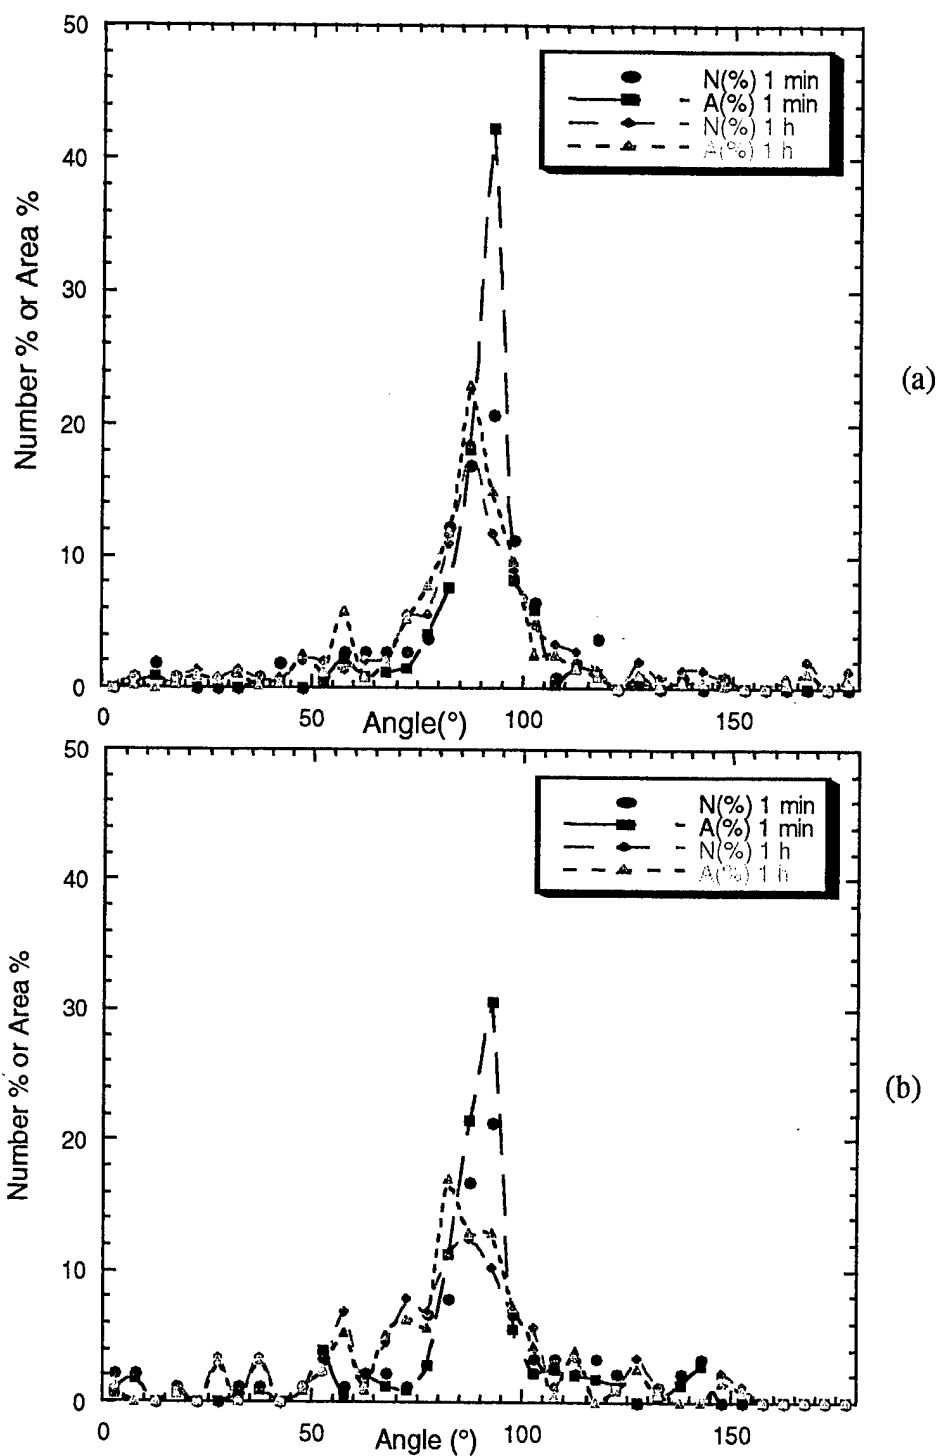 50
40
30
20
10
0
Number % or Area %
N(%) 1 min
A(%) 1 min
N(%) 1 h
A(%) 1 h
(a)
0 50 100 150
Angle(°)
50
40
30
20
10
0
Number % or Area %
N(%) 1 min
A(%) 1 min
N(%) 1 h
A(%) 1 h
(b)
0 50 100 150
Angle (°)